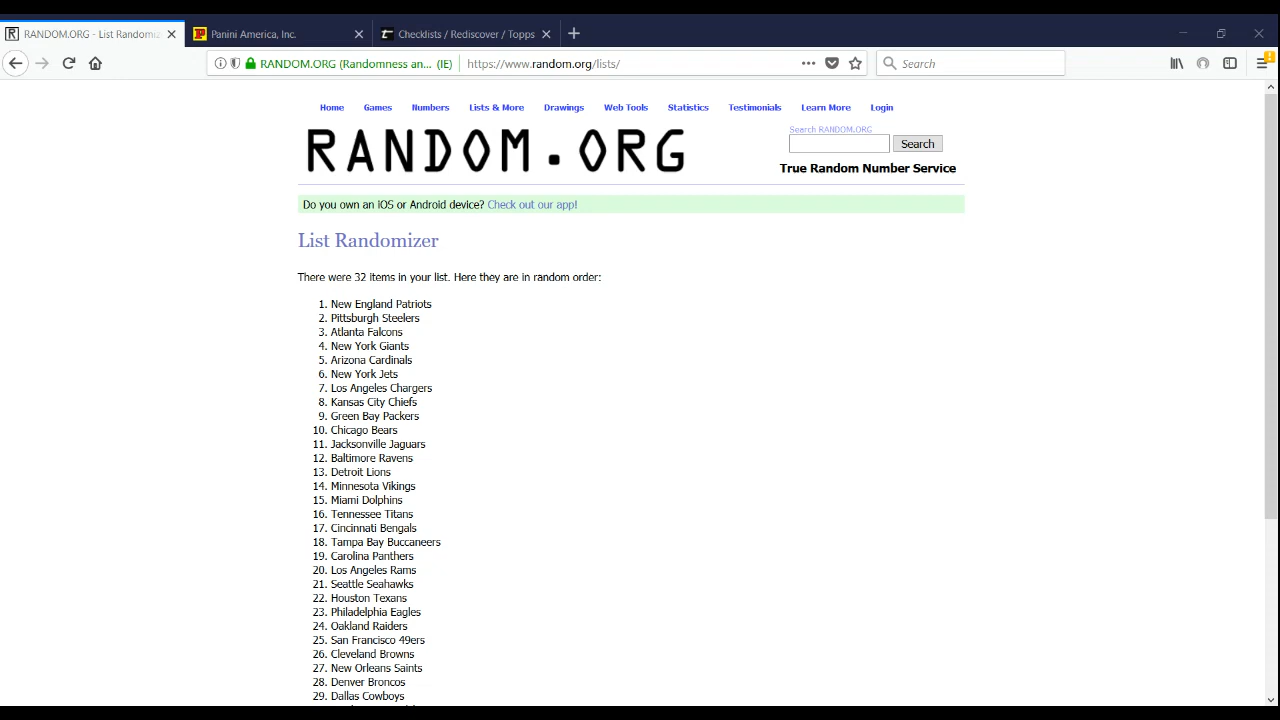 RANDOM.ORG - List Randomiz
Panini America, Inc.
Checklists / Rediscover / Topps
RANDOM.ORG (Randomness an... (IE)
https://www.random.org/lists/
Search
Home Games Numbers Lists & More Drawings Web Tools Statistics Testimonials Learn More Login
RANDOM.ORG
Search RANDOM.ORG
Search
True Random Number Service
Do you own an iOS or Android device? Check out our app!
List Randomizer
There were 32 items in your list. Here they are in random order:
1. New England Patriots
2. Pittsburgh Steelers
3. Atlanta Falcons
4. New York Giants
5. Arizona Cardinals
6. New York Jets
7. Los Angeles Chargers
8. Kansas City Chiefs
9. Green Bay Packers
10. Chicago Bears
11. Jacksonville Jaguars
12. Baltimore Ravens
13. Detroit Lions
14. Minnesota Vikings
15. Miami Dolphins
16. Tennessee Titans
17. Cincinnati Bengals
18. Tampa Bay Buccaneers
19. Carolina Panthers
20. Los Angeles Rams
21. Seattle Seahawks
22. Houston Texans
23. Philadelphia Eagles
24. Oakland Raiders
25. San Francisco 49ers
26. Cleveland Browns
27. New Orleans Saints
28. Denver Broncos
29. Dallas Cowboys